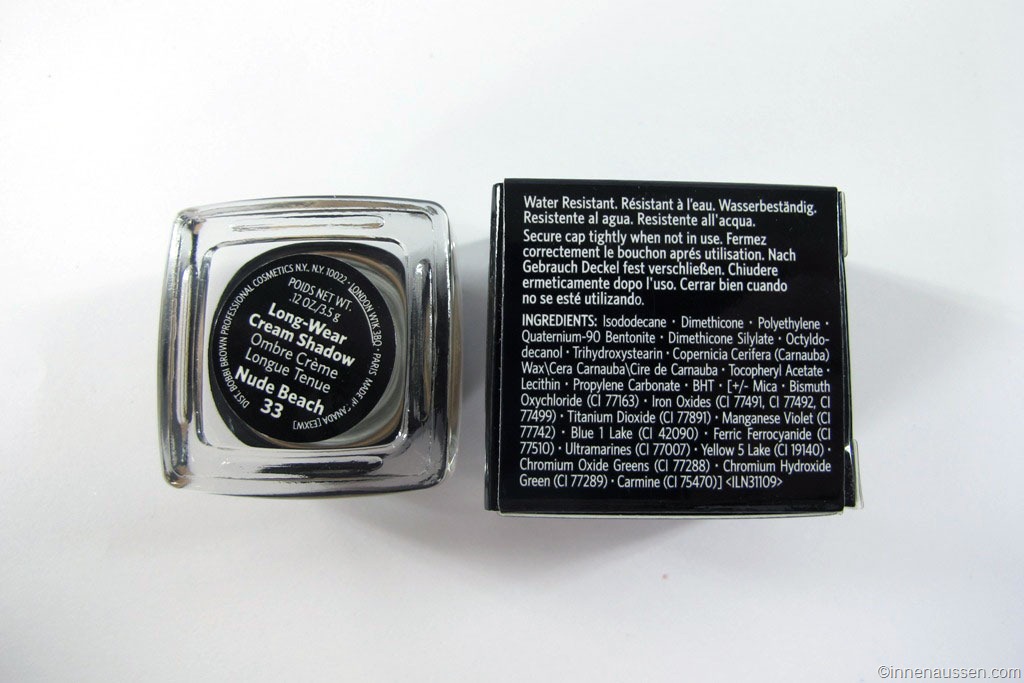 DIST. BOBBI BROWN PROFESSIONAL COSMETICS N.Y., N.Y. 10022 · LONDON W1K 3BQ · PARIS MADE IN CANADA [EXW]
POIDS NET WT.
.12 OZ/3.5 g
Long-Wear
Cream Shadow
Ombre Crème
Longue Tenue
Nude Beach
33
Water Resistant. Résistant à l'eau. Wasserbeständig.
Resistente al agua. Resistente all'acqua.
Secure cap tightly when not in use. Fermez
correctement le bouchon aprés utilisation. Nach
Gebrauch Deckel fest verschließen. Chiudere
ermeticamente dopo l'uso. Cerrar bien cuando
no se esté utilizando.
INGREDIENTS: Isododecane · Dimethicone · Polyethylene ·
Quaternium-90 Bentonite · Dimethicone Silylate · Octyldo-
decanol · Trihydroxystearin · Copernicia Cerifera (Carnauba)
Wax\Cera Carnauba\Cire de Carnauba · Tocopheryl Acetate ·
Lecithin · Propylene Carbonate · BHT · [+/- Mica · Bismuth
Oxychloride (CI 77163) · Iron Oxides (CI 77491, CI 77492, CI
77499) · Titanium Dioxide (CI 77891) · Manganese Violet (CI
77742) · Blue 1 Lake (CI 42090) · Ferric Ferrocyanide (CI
77510) · Ultramarines (CI 77007) · Yellow 5 Lake (CI 19140) ·
Chromium Oxide Greens (CI 77288) · Chromium Hydroxide
Green (CI 77289) · Carmine (CI 75470)] <ILN31109>
©innenaussen.com